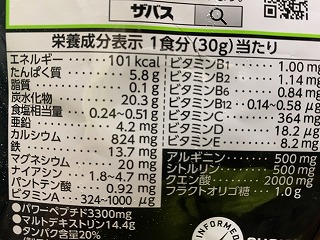 ザバス
栄養成分表示 1食分(30g)当たり
エネルギー 101 kcal
たんぱく質 5.8 g
脂質 0.1 g
炭水化物 20.3 g
食塩相当量 0.24~0.51 g
亜鉛 4.2 mg
カルシウム 824 mg
鉄 13.7 mg
マグネシウム 20 mg
ナイアシン 1.8~4.7 mg
パントテン酸 0.92 mg
ビタミンA 324~1000 μg
ビタミンB1 1.00 mg
ビタミンB2 1.14 mg
ビタミンB6 0.84 mg
ビタミンB12 0.14~0.58 μg
ビタミンC 364 mg
ビタミンD 18.2 μg
ビタミンE 8.2 mg
アルギニン 500 mg
シトルリン 500 mg
クエン酸 2000 mg
フラクトオリゴ糖 1.0 g
●パワーペプチド3300mg
●マルトデキストリン14.4g
●タンパク含量20%
INFORMED